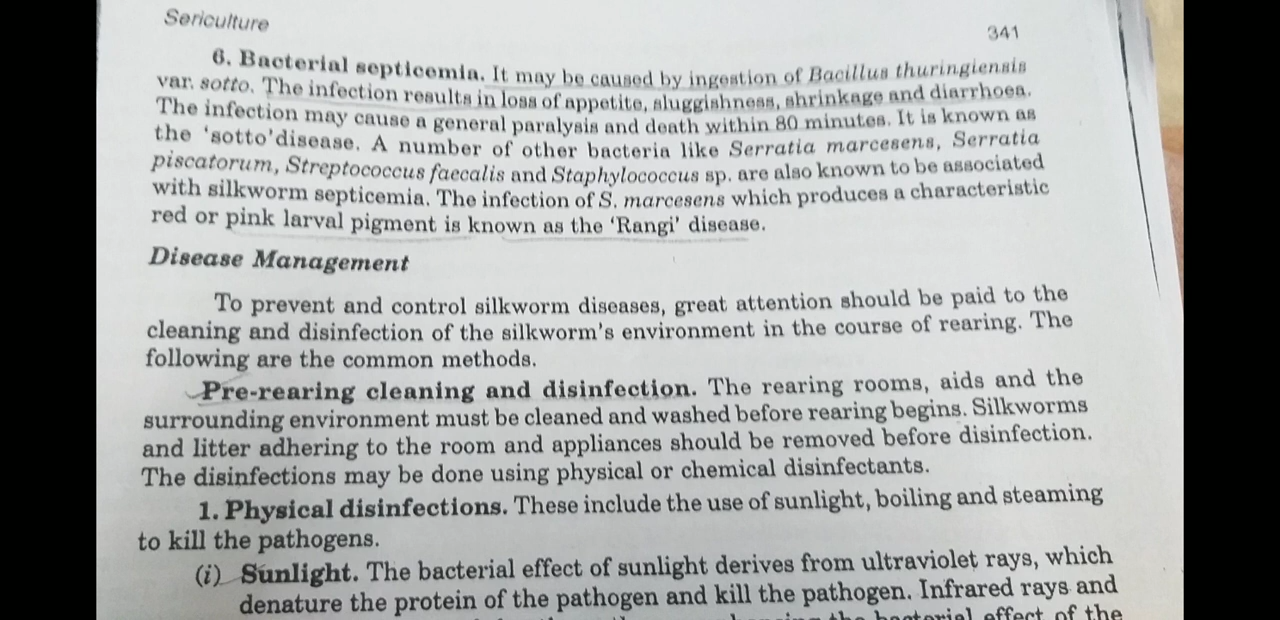 Sericulture
341
6. Bacterial septicemia. It may be caused by ingestion of Bacillus thuringiensis
var. sotto. The infection results in loss of appetite, sluggishness, shrinkage and diarrhoea.
The infection may cause a general paralysis and death within 80 minutes. It is known as
the 'sotto' disease. A number of other bacteria like Serratia marcesens, Serratia
piscatorum, Streptococcus faecalis and Staphylococcus sp. are also known to be associated
with silkworm septicemia. The infection of S. marcesens which produces a characteristic
red or pink larval pigment is known as the 'Rangi' disease.
Disease Management
To prevent and control silkworm diseases, great attention should be paid to the
cleaning and disinfection of the silkworm's environment in the course of rearing. The
following are the common methods.
Pre-rearing cleaning and disinfection. The rearing rooms, aids and the
surrounding environment must be cleaned and washed before rearing begins. Silkworms
and litter adhering to the room and appliances should be removed before disinfection.
The disinfections may be done using physical or chemical disinfectants.
1. Physical disinfections. These include the use of sunlight, boiling and steaming
to kill the pathogens.
(i) Sunlight. The bacterial effect of sunlight derives from ultraviolet rays, which
denature the protein of the pathogen and kill the pathogen. Infrared rays and
the bacterial effect of the